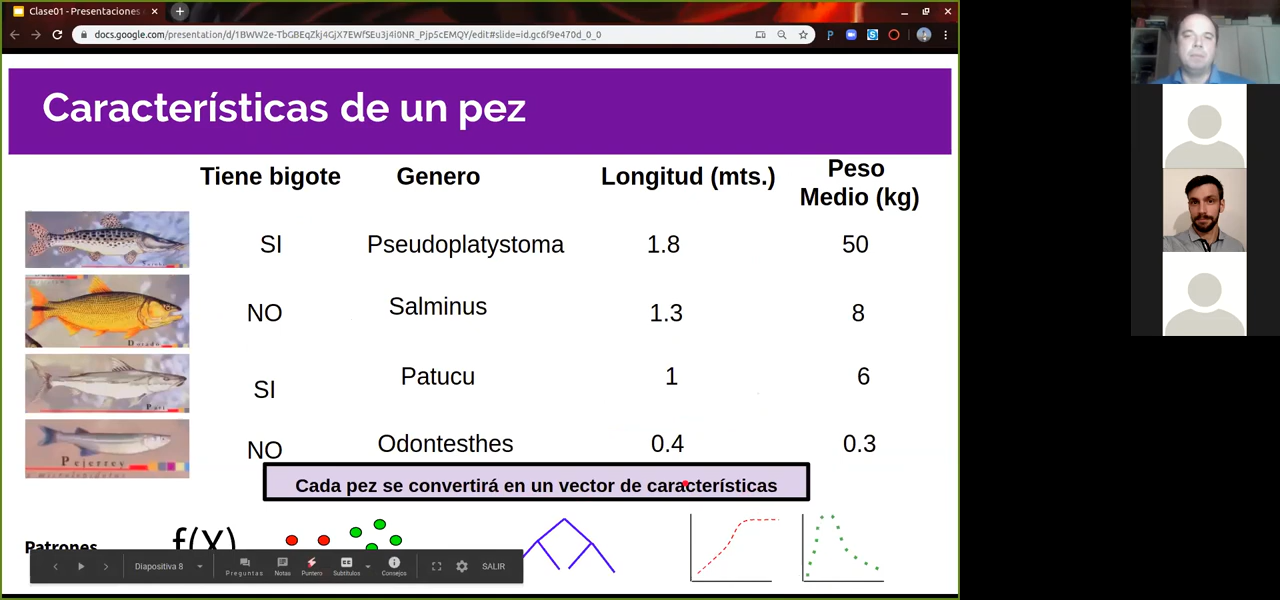 Clase01 - Presentaciones
docs.google.com/presentation/d/1BWW2e-TbGBEqZkj4GJX7EWfSEu3j4i0NR_PjpScEMQY/edit#slide=id.gc6f9e470d_0_0
Características de un pez
Tiene bigote Genero Longitud (mts.) Peso
Medio (kg)
SI Pseudoplatystoma 1.8 50
NO Salminus 1.3 8
Dorado
SI Patucu 1 6
Pati
NO Odontesthes 0.4 0.3
Pejerrey
Cada pez se convertirá en un vector de características
Patrones f(X)
Diapositiva 8 Preguntas Notas Puntero Subtítulos Consejos SALIR